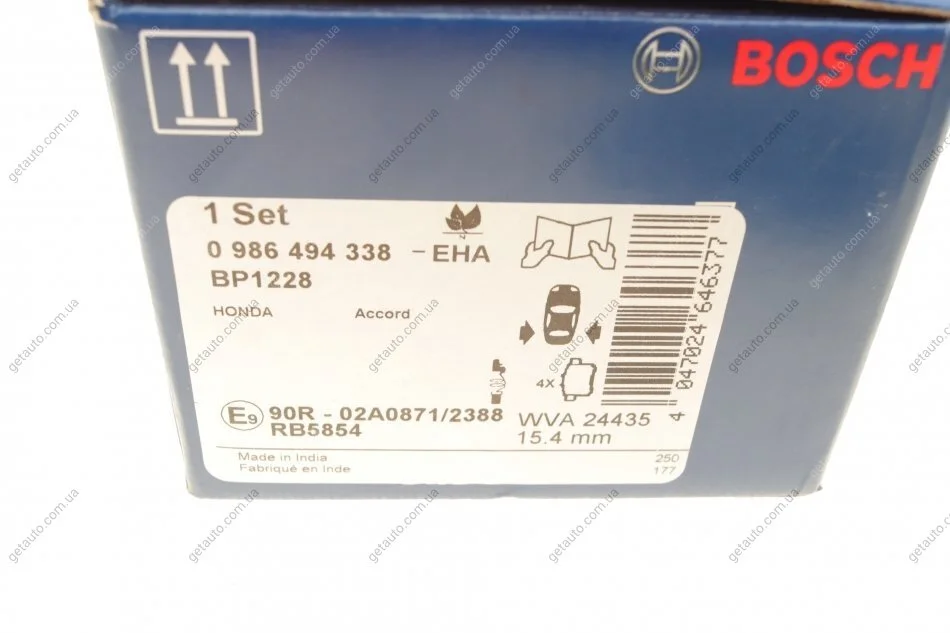 BOSCH
1 Set
0 986 494 338 -EHA
BP1228
HONDA Accord
4X
E9 90R - 02A0871/2388
RB5854
WVA 24435
15.4 mm
Made in India
Fabriqué en Inde
250
177
4 047024 646377
getauto.com.ua